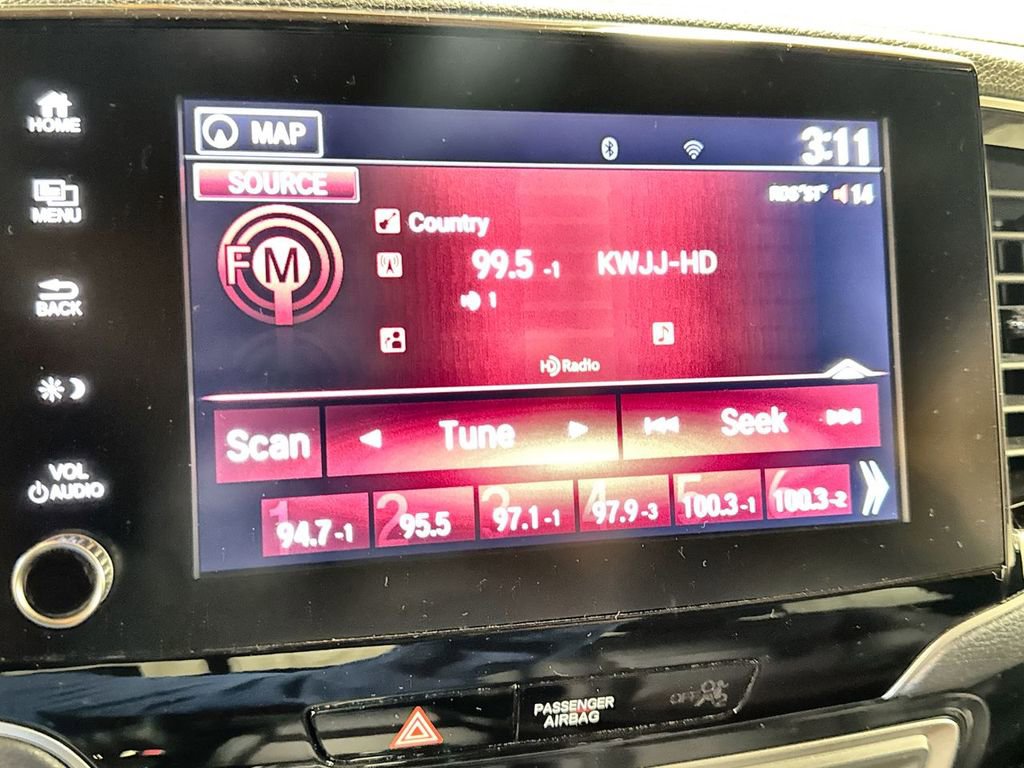 HOME
MAP
3:11
SOURCE
14
MENU
Country
FM
99.5 -1 KWJJ-HD
1
BACK
HD Radio
Scan
Tune
Seek
VOL
AUDIO
1 94.7-1
2 95.5
3 97.1-1
4 97.9-3
5 100.3-1
6 100.3-2
PASSENGER
AIRBAG
OFF